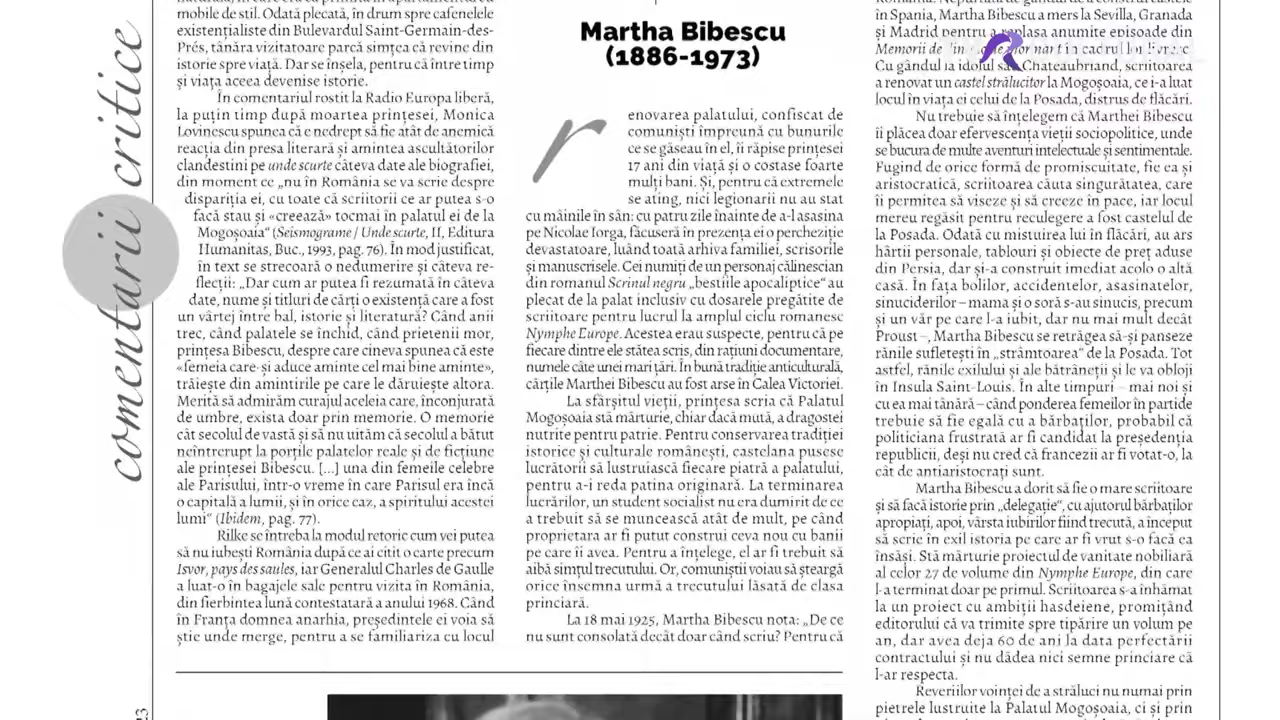 comentarii critice
mobile de stil. Odată plecată, în drum spre cafenelele
existențialiste din Bulevardul Saint-Germain-des-
Prés, tânăra vizitatoare parcă simțea că revine din
istorie spre viață. Dar se înșela, pentru că între timp
și viața aceea devenise istorie.
În comentariul rostit la Radio Europa liberă,
la puțin timp după moartea prințesei, Monica
Lovinescu spunea că e nedrept să fie atât de anemică
reacția din presa literară și amintea ascultătorilor
clandestini pe unde scurte câteva date ale biografiei,
din moment ce „nu în România se va scrie despre
dispariția ei, cu toate că scriitorii ce ar putea s-o
facă stau și «creează» tocmai în palatul ei de la
Mogoșoaia“ (Seismograme / Unde scurte, II, Editura
Humanitas, Buc., 1993, pag. 76). În mod justificat,
în text se strecoară o nedumerire și câteva re-
flecții: „Dar cum ar putea fi rezumată în câteva
date, nume și titluri de cărți o existență care a fost
un vârtej între bal, istorie și literatură? Când anii
trec, când palatele se închid, când prietenii mor,
prințesa Bibescu, despre care cineva spunea că este
«femeia care-și aduce aminte cel mai bine aminte»,
trăiește din amintirile pe care le dăruiește altora.
Merită să admirăm curajul aceleia care, înconjurată
de umbre, exista doar prin memorie. O memorie
cât secolul de vastă și să nu uităm că secolul a bătut
neîntrerupt la porțile palatelor reale și de ficțiune
ale prințesei Bibescu. [...] una din femeile celebre
ale Parisului, într-o vreme în care Parisul era încă
o capitală a lumii, și în orice caz, a spiritului acestei
lumi“ (Ibidem, pag. 77).
Rilke se întreba la modul retoric cum vei putea
să nu iubești România după ce ai citit o carte precum
Isvor, pays des saules, iar Generalul Charles de Gaulle
a luat-o în bagajele sale pentru vizita în România,
din fierbintea lună contestatară a anului 1968. Când
în Franța domnea anarhia, președintele ei voia să
știe unde merge, pentru a se familiariza cu locul
Martha Bibescu
(1886-1973)
renovarea palatului, confiscat de
comuniști împreună cu bunurile
ce se găseau în el, îi răpise prințesei
17 ani din viață și o costase foarte
mulți bani. Și, pentru că extremele
se ating, nici legionarii nu au stat
cu mâinile în sân: cu patru zile înainte de a-l asasina
pe Nicolae Iorga, făcuseră în prezența ei o percheziție
devastatoare, luând toată arhiva familiei, scrisorile
și manuscrisele. Cei numiți de un personaj călinescian
din romanul Scrinul negru „bestiile apocaliptice“ au
plecat de la palat inclusiv cu dosarele pregătite de
scriitoare pentru lucrul la amplul ciclu romanesc
Nymphe Europe. Acestea erau suspecte, pentru că pe
fiecare dintre ele stătea scris, din rațiuni documentare,
numele câte unei mari țări. În bună tradiție anticulturală,
cărțile Marthei Bibescu au fost arse în Calea Victoriei.
La sfârșitul vieții, prințesa scria că Palatul
Mogoșoaia stă mărturie, chiar dacă mută, a dragostei
nutrite pentru patrie. Pentru conservarea tradiției
istorice și culturale românești, castelana pusese
lucrătorii să lustruiască fiecare piatră a palatului,
pentru a-i reda patina originară. La terminarea
lucrărilor, un student socialist nu era dumirit de ce
a trebuit să se muncească atât de mult, pe când
proprietara ar fi putut construi ceva nou cu banii
pe care îi avea. Pentru a înțelege, el ar fi trebuit să
aibă simțul trecutului. Or, comuniștii voiau să șteargă
orice însemna urmă a trecutului lăsată de clasa
princiară.
La 18 mai 1925, Martha Bibescu nota: „De ce
nu sunt consolată decât doar când scriu? Pentru că
în Spania, Martha Bibescu a mers la Sevilla, Granada
și Madrid pentru a replasa anumite episoade din
Memorii de în cadrul lor
Cu gândul la idolul său Chateaubriand, scriitoarea
a renovat un castel strălucitor la Mogoșoaia, ce i-a luat
locul în viața ei celui de la Posada, distrus de flăcări.
Nu trebuie să înțelegem că Marthei Bibescu
îi plăcea doar efervescența vieții sociopolitice, unde
se bucura de multe aventuri intelectuale și sentimentale.
Fugind de orice formă de promiscuitate, fie ea și
aristocratică, scriitoarea căuta singurătatea, care
îi permitea să viseze și să creeze în pace, iar locul
mereu regăsit pentru reculegere a fost castelul de
la Posada. Odată cu mistuirea lui în flăcări, au ars
hârtii personale, tablouri și obiecte de preț aduse
din Persia, dar și-a construit imediat acolo o altă
casă. În fața bolilor, accidentelor, asasinatelor,
sinuciderilor – mama și o soră s-au sinucis, precum
și un văr pe care l-a iubit, dar nu mai mult decât
Proust –, Martha Bibescu se retrăgea să-și panseze
rănile sufletești în „strâmtoarea“ de la Posada. Tot
astfel, rănile exilului și ale bătrâneții și le va obloji
în Insula Saint-Louis. În alte timpuri – mai noi și
cu ea mai tânără – când ponderea femeilor în partide
trebuie să fie egală cu a bărbaților, probabil că
politiciana frustrată ar fi candidat la președenția
republicii, deși nu cred că francezii ar fi votat-o, la
cât de antiaristocrați sunt.
Martha Bibescu a dorit să fie o mare scriitoare
și să facă istorie prin „delegație“, cu ajutorul bărbaților
apropiați, apoi, vârsta iubirilor fiind trecută, a început
să scrie în exil istoria pe care ar fi vrut s-o facă ea
însăși. Stă mărturie proiectul de vanitate nobiliară
al celor 27 de volume din Nymphe Europe, din care
l-a terminat doar pe primul. Scriitoarea s-a înhămat
la un proiect cu ambiții hasdeiene, promițând
editorului că va trimite spre tipărire un volum pe
an, dar avea deja 60 de ani la data perfectării
contractului și nu dădea nici semne princiare că
l-ar respecta.
Reveriilor voinței de a străluci nu numai prin
pietrele lustruite la Palatul Mogoșoaia, ci și prin